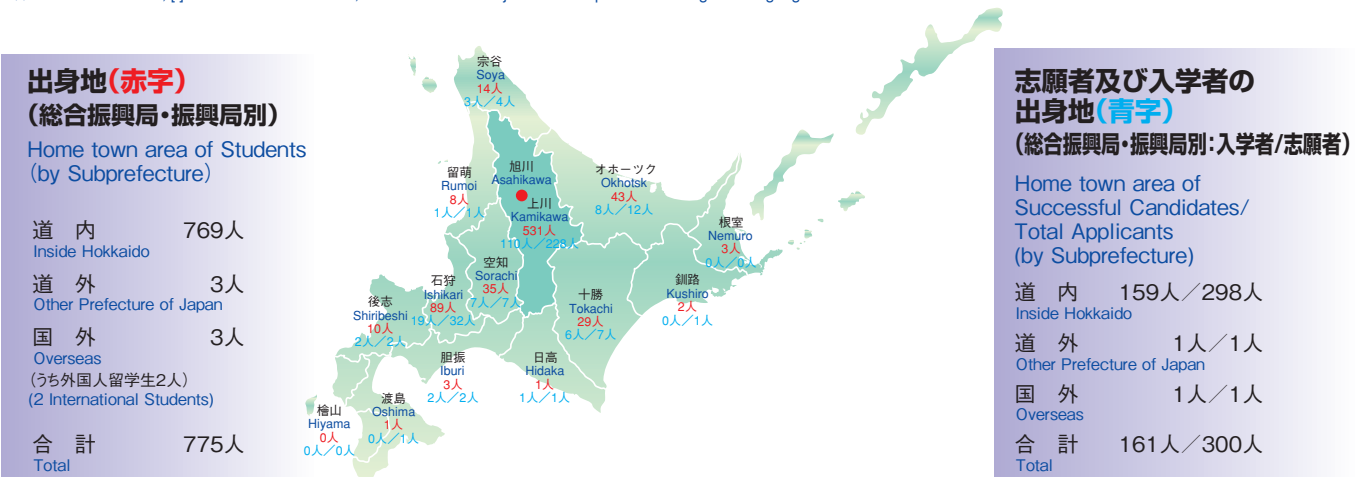 出身地(赤字)
(総合振興局・振興局別)
Home town area of Students
(by Subprefecture)
道 内 769人
Inside Hokkaido
道 外 3人
Other Prefecture of Japan
国 外 3人
Overseas
(うち外国人留学生2人)
(2 International Students)
合 計 775人
Total
宗谷
Soya
14人
3人/4人
留萌
Rumoi
8人
1人/1人
旭川
Asahikawa
上川
Kamikawa
531人
110人/228人
オホーツク
Okhotsk
43人
8人/12人
根室
Nemuro
3人
0人/0人
空知
Sorachi
35人
7人/7人
石狩
Ishikari
89人
19人/32人
後志
Shiribeshi
10人
2人/2人
十勝
Tokachi
29人
6人/7人
釧路
Kushiro
2人
0人/1人
胆振
Iburi
3人
2人/2人
日高
Hidaka
1人
1人/1人
渡島
Oshima
1人
0人/1人
檜山
Hiyama
0人
0人/0人
志願者及び入学者の
出身地(青字)
(総合振興局・振興局別:入学者/志願者)
Home town area of
Successful Candidates/
Total Applicants
(by Subprefecture)
道 内 159人/298人
Inside Hokkaido
道 外 1人/1人
Other Prefecture of Japan
国 外 1人/1人
Overseas
合 計 161人/300人
Total